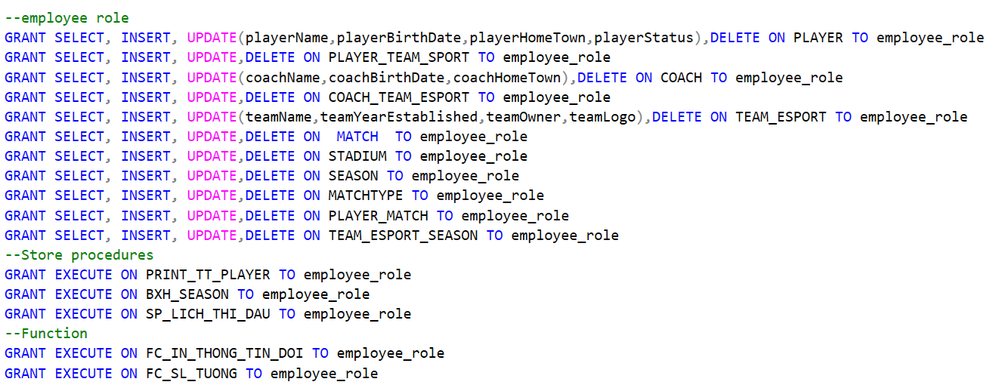 --employee role
GRANT SELECT, INSERT, UPDATE(playerName,playerBirthDate,playerHomeTown,playerStatus),DELETE ON PLAYER TO employee_role
GRANT SELECT, INSERT, UPDATE,DELETE ON PLAYER_TEAM_SPORT TO employee_role
GRANT SELECT, INSERT, UPDATE(coachName,coachBirthDate,coachHomeTown),DELETE ON COACH TO employee_role
GRANT SELECT, INSERT, UPDATE,DELETE ON COACH_TEAM_ESPORT TO employee_role
GRANT SELECT, INSERT, UPDATE(teamName,teamYearEstablished,teamOwner,teamLogo),DELETE ON TEAM_ESPORT TO employee_role
GRANT SELECT, INSERT, UPDATE,DELETE ON  MATCH  TO employee_role
GRANT SELECT, INSERT, UPDATE,DELETE ON STADIUM TO employee_role
GRANT SELECT, INSERT, UPDATE,DELETE ON SEASON TO employee_role
GRANT SELECT, INSERT, UPDATE,DELETE ON MATCHTYPE TO employee_role
GRANT SELECT, INSERT, UPDATE,DELETE ON PLAYER_MATCH TO employee_role
GRANT SELECT, INSERT, UPDATE,DELETE ON TEAM_ESPORT_SEASON TO employee_role
--Store procedures
GRANT EXECUTE ON PRINT_TT_PLAYER TO employee_role
GRANT EXECUTE ON BXH_SEASON TO employee_role
GRANT EXECUTE ON SP_LICH_THI_DAU TO employee_role
--Function
GRANT EXECUTE ON FC_IN_THONG_TIN_DOI TO employee_role
GRANT EXECUTE ON FC_SL_TUONG TO employee_role